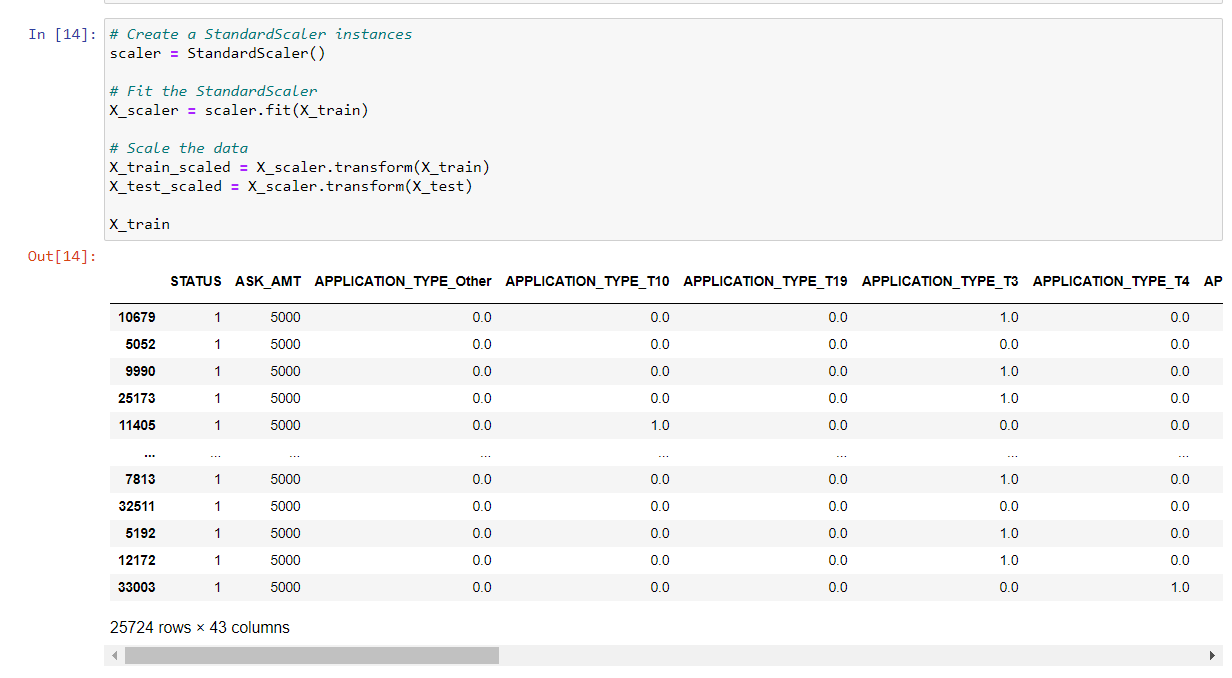 In [14]: # Create a StandardScaler instances
scaler = StandardScaler()
# Fit the StandardScaler
X_scaler = scaler.fit(X_train)
# Scale the data
X_train_scaled = X_scaler.transform(X_train)
X_test_scaled = X_scaler.transform(X_test)
X_train
Out[14]:
STATUS ASK_AMT APPLICATION_TYPE_Other APPLICATION_TYPE_T10 APPLICATION_TYPE_T19 APPLICATION_TYPE_T3 APPLICATION_TYPE_T4 AP
10679 1 5000 0.0 0.0 0.0 1.0 0.0
5052 1 5000 0.0 0.0 0.0 0.0 0.0
9990 1 5000 0.0 0.0 0.0 1.0 0.0
25173 1 5000 0.0 0.0 0.0 1.0 0.0
11405 1 5000 0.0 1.0 0.0 0.0 0.0
... ... ... ... ... ... ... ...
7813 1 5000 0.0 0.0 0.0 1.0 0.0
32511 1 5000 0.0 0.0 0.0 0.0 0.0
5192 1 5000 0.0 0.0 0.0 1.0 0.0
12172 1 5000 0.0 0.0 0.0 1.0 0.0
33003 1 5000 0.0 0.0 0.0 0.0 1.0
25724 rows × 43 columns